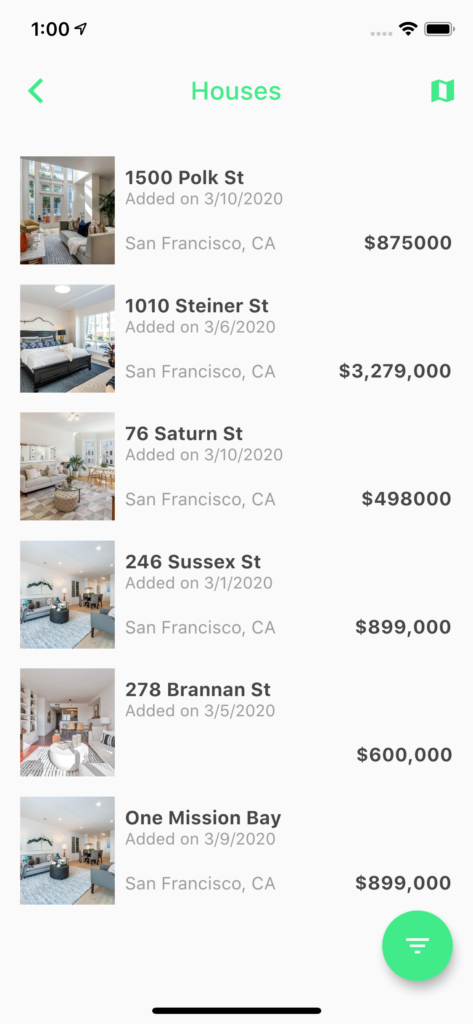 1:00
Houses
1500 Polk St
Added on 3/10/2020
San Francisco, CA $875000
1010 Steiner St
Added on 3/6/2020
San Francisco, CA $3,279,000
76 Saturn St
Added on 3/10/2020
San Francisco, CA $498000
246 Sussex St
Added on 3/1/2020
San Francisco, CA $899,000
278 Brannan St
Added on 3/5/2020
$600,000
One Mission Bay
Added on 3/9/2020
San Francisco, CA $899,000